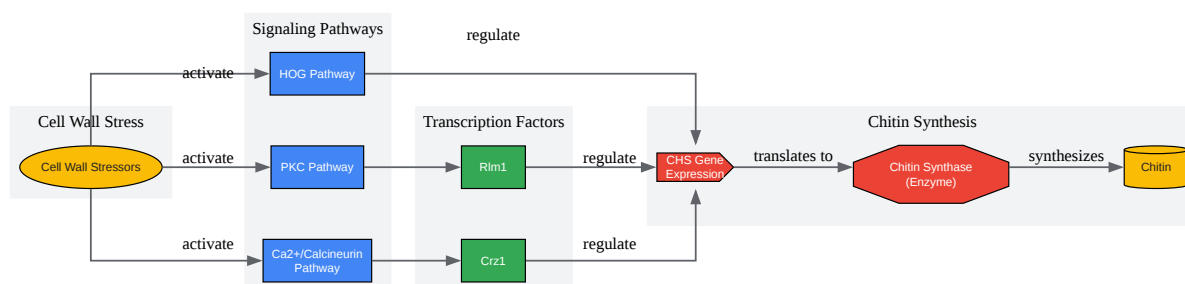 Signaling Pathways
regulate
activate
HOG Pathway
Cell Wall Stress
Transcription Factors
Chitin Synthesis
Cell Wall Stressors
activate
PKC Pathway
Rlm1
regulate
CHS Gene
Expression
translates to
Chitin Synthase
(Enzyme)
synthesizes
Chitin
activate
Ca2+/Calcineurin
Pathway
Crz1
regulate